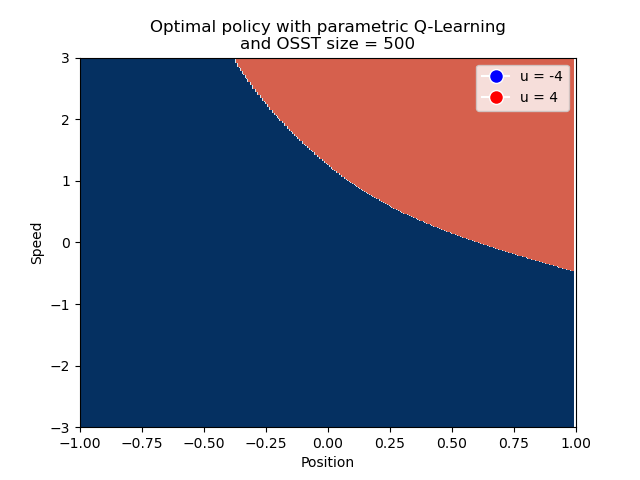 Optimal policy with parametric Q-Learning
and OSST size = 500
u = -4
u = 4
Speed
3
2
1
0
−1
−2
−3
−1.00 −0.75 −0.50 −0.25 0.00 0.25 0.50 0.75 1.00
Position